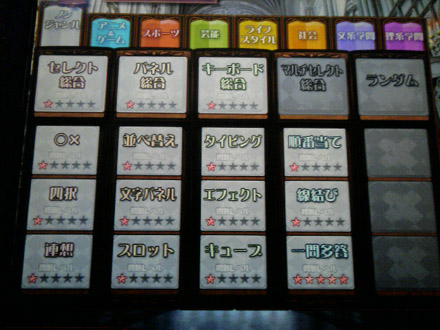 ノン
ジャンル
アニメ
&
ゲーム
スポーツ
芸能
ライフ
スタイル
社会
文系学問
理系学問
セレクト
総合
パネル
総合
キーボード
総合
マルチセレクト
総合
ランダム
○×
並べ替え
タイピング
順番当て
四択
文字パネル
エフェクト
線結び
連想
スロット
キューブ
一問多答